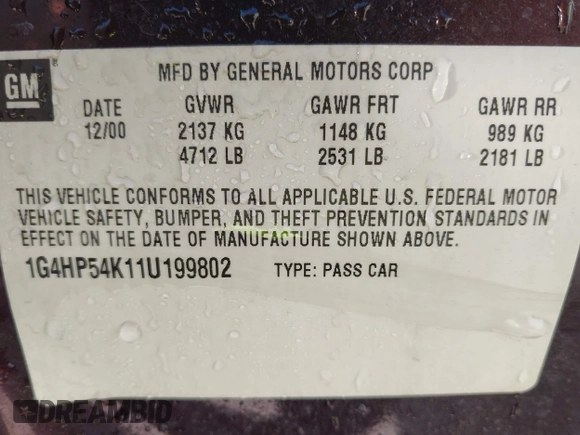 GM
MFD BY GENERAL MOTORS CORP
DATE GVWR GAWR FRT GAWR RR
12/00 2137 KG 1148 KG 989 KG
4712 LB 2531 LB 2181 LB
THIS VEHICLE CONFORMS TO ALL APPLICABLE U.S. FEDERAL MOTOR
VEHICLE SAFETY, BUMPER, AND THEFT PREVENTION STANDARDS IN
EFFECT ON THE DATE OF MANUFACTURE SHOWN ABOVE.
1G4HP54K11U199802 TYPE: PASS CAR
DREAMBID